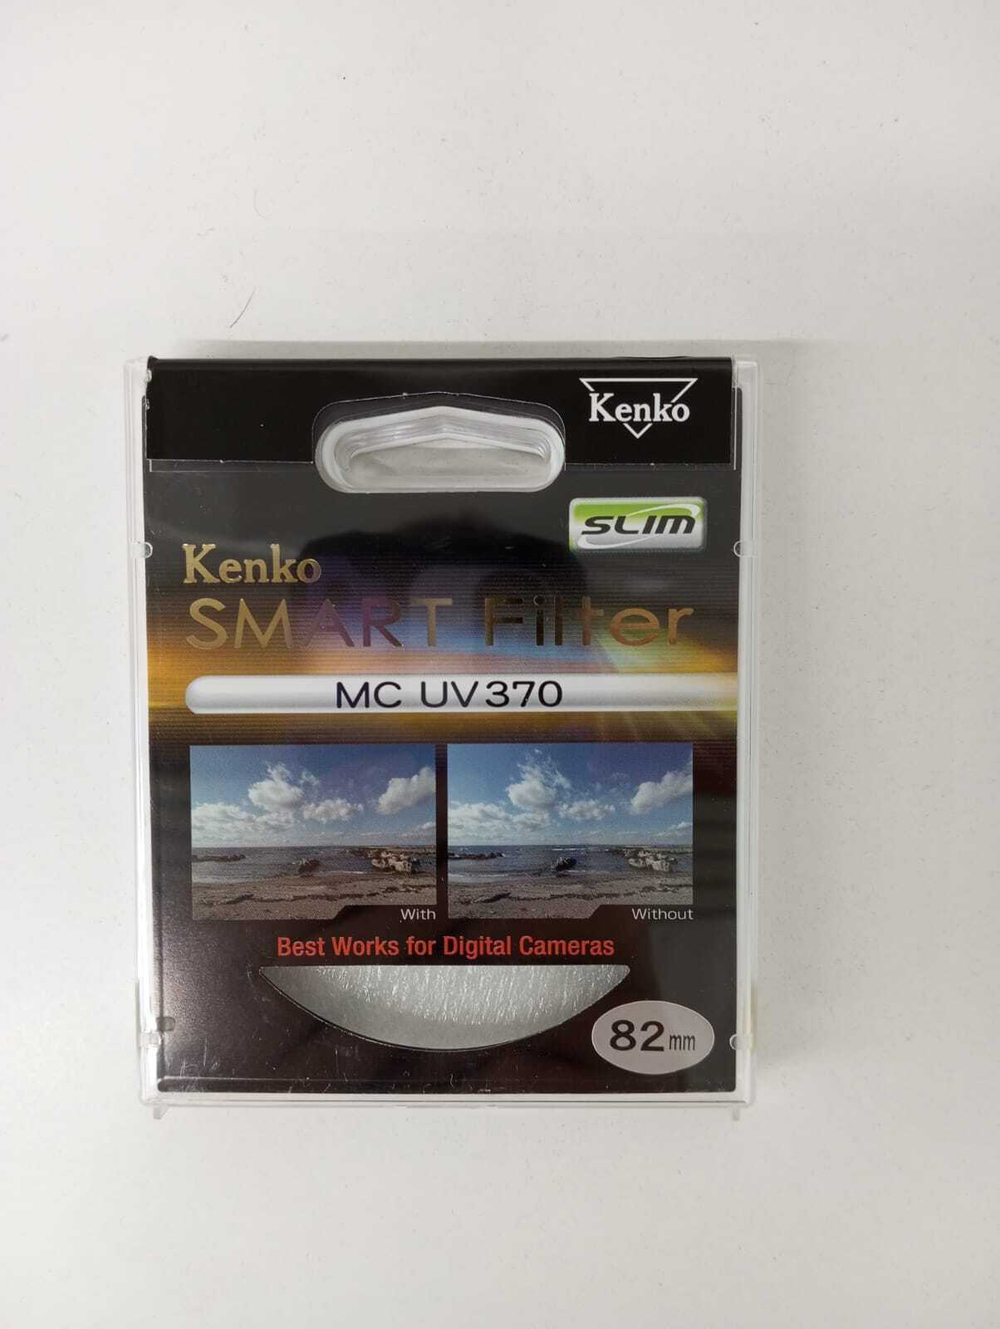 Kenko
SLIM
Kenko
SMART Filter
MC UV370
With
Without
Best Works for Digital Cameras
82mm